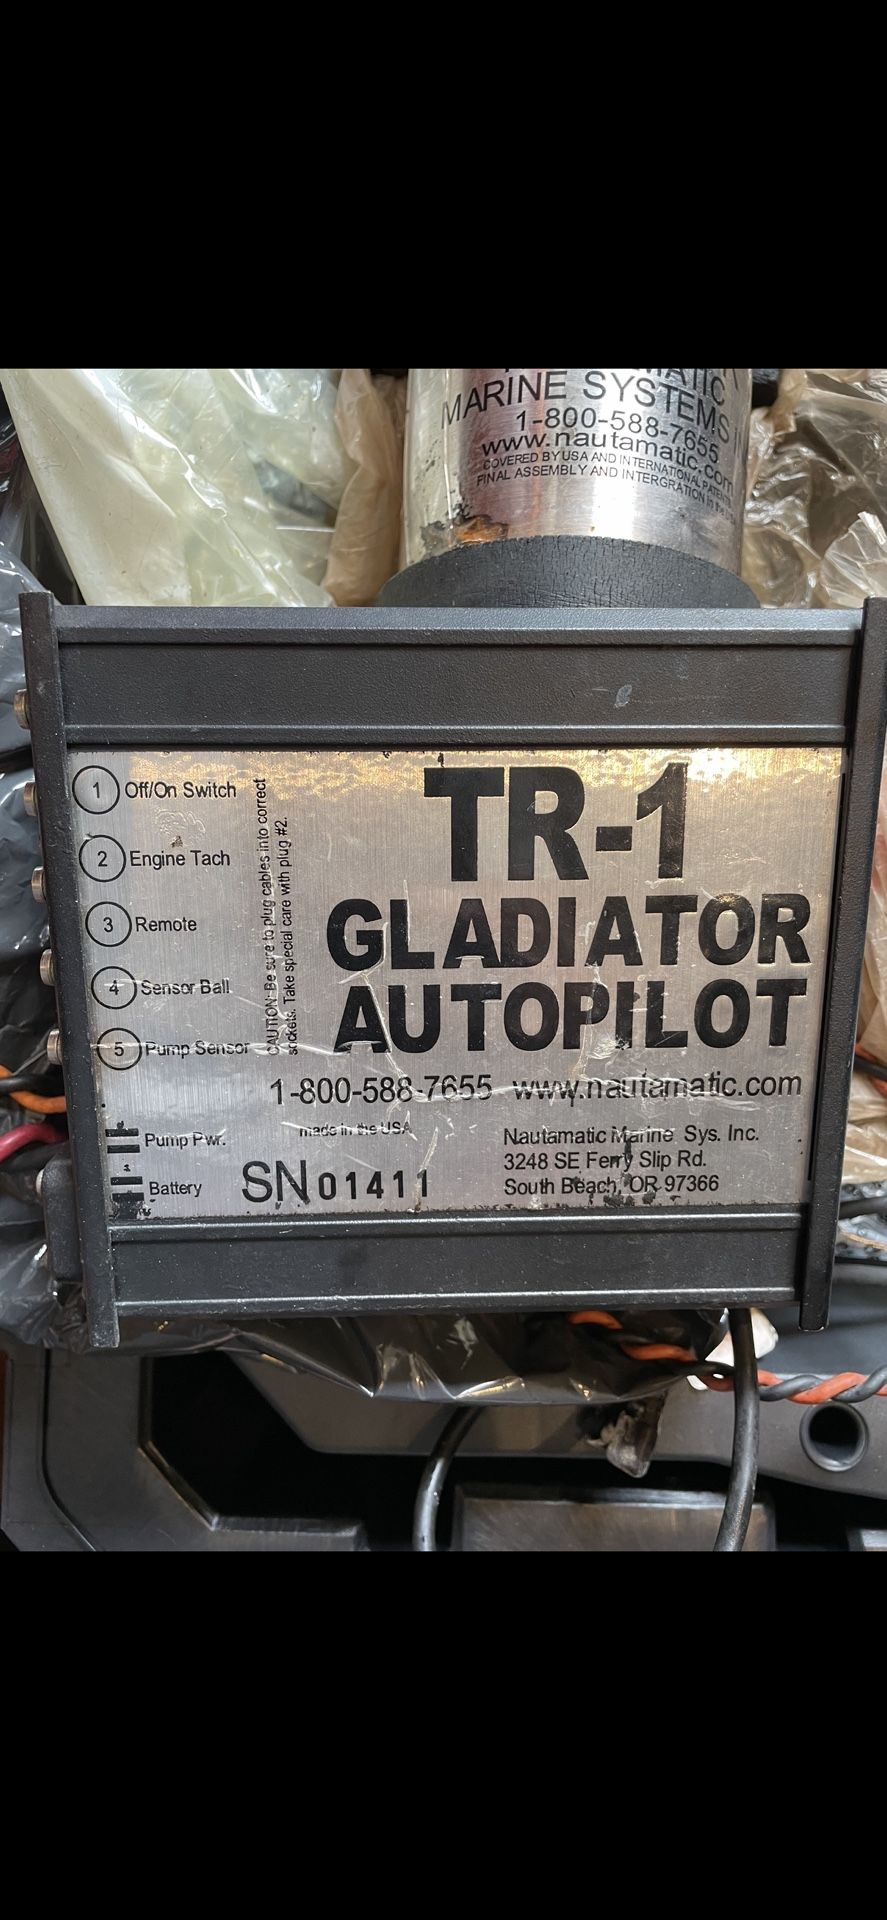 MARINE SYSTEMS
1-800-588-7655
www.nautamatic.com
COVERED BY USA AND INTERNATIONAL
FINAL ASSEMBLY AND INTERGRATION
1 Off/On Switch
2 Engine Tach
3 Remote
4 Sensor Ball
5 Pump Sensor
Pump Pwr.
Battery
CAUTION: Be sure to plug cables into correct
sockets. Take special care with plug #2.
TR-1
GLADIATOR
AUTOPILOT
1-800-588-7655 www.nautamatic.com
made in the USA
SN 01411
Nautamatic Marine Sys. Inc.
3248 SE Ferry Slip Rd.
South Beach, OR 97366